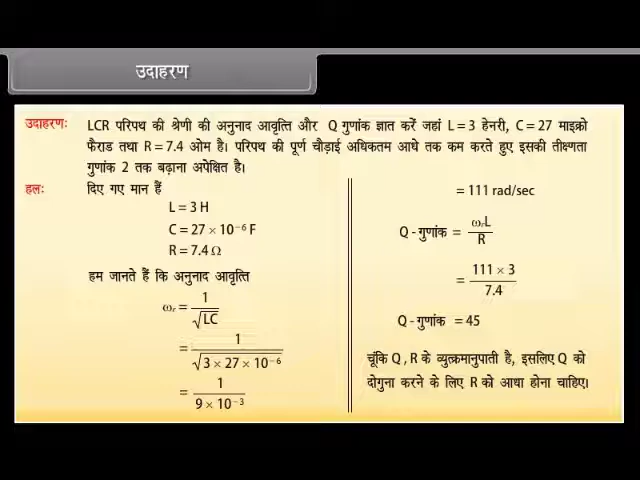 उदाहरण
उदाहरणः LCR परिपथ की श्रेणी की अनुनाद आवृत्ति और Q गुणांक ज्ञात करें जहां L = 3 हेनरी, C = 27 माइक्रो
फैराड तथा R = 7.4 ओम है। परिपथ की पूर्ण चौड़ाई अधिकतम आधे तक कम करते हुए इसकी तीक्ष्णता
गुणांक 2 तक बढ़ाना अपेक्षित है।
हलः दिए गए मान हैं
L = 3 H
C = 27 × 10⁻⁶ F
R = 7.4 Ω
हम जानते हैं कि अनुनाद आवृत्ति
ωᵣ = 1/√LC
= 1/√3 × 27 × 10⁻⁶
= 1/9 × 10⁻³
= 111 rad/sec
Q - गुणांक = ωᵣL/R
= 111 × 3/7.4
Q - गुणांक = 45
चूंकि Q , R के व्युत्क्रमानुपाती है, इसलिए Q को
दोगुना करने के लिए R को आधा होना चाहिए।